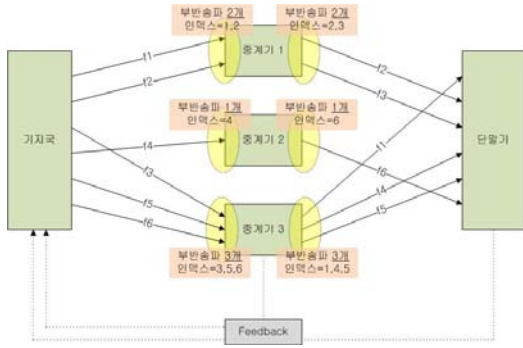 부반송파 2개
인덱스=1,2
부반송파 2개
인덱스=2,3
중계기 1
f1
f2
f2
f3
부반송파 1개
인덱스=4
부반송파 1개
인덱스=6
기지국
중계기 2
단말기
f4
f3
f1
f6
f4
f5
f5
f6
중계기 3
부반송파 3개
인덱스=3,5,6
부반송파 3개
인덱스=1,4,5
Feedback